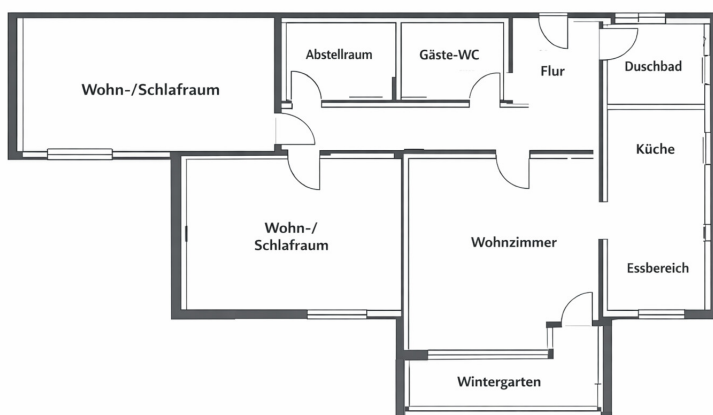 Abstellraum
Gäste-WC
Flur
Duschbad
Wohn-/Schlafraum
Küche
Wohn-/
Schlafraum
Wohnzimmer
Essbereich
Wintergarten